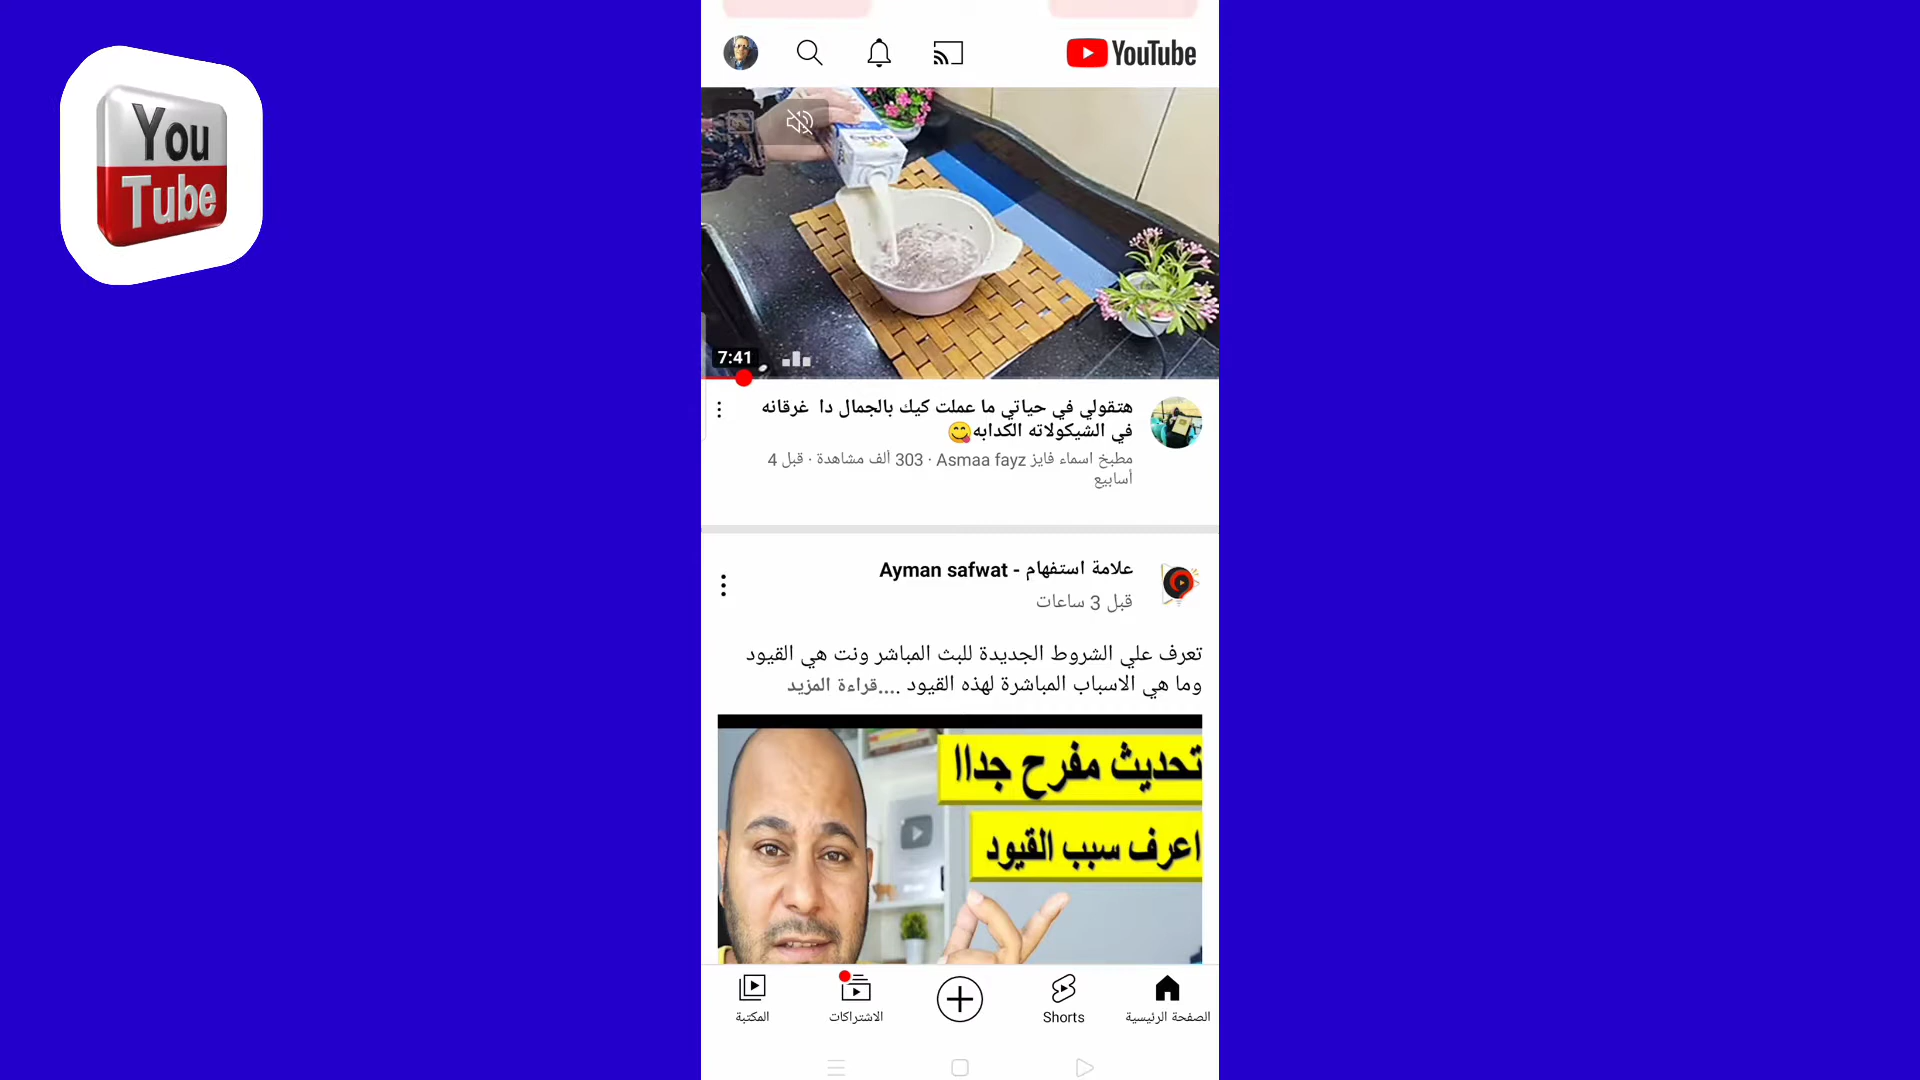 You
Tube
YouTube
7:41
هتقولي في حياتي ما عملت كيك بالجمال دا غرقانه
في الشيكولاته الكدابه😋
مطبخ اسماء فايز Asmaa fayz · 303 ألف مشاهدة · قبل 4
أسابيع
علامة استفهام - Ayman safwat
قبل 3 ساعات
تعرف علي الشروط الجديدة للبث المباشر ونت هي القيود
وما هي الاسباب المباشرة لهذه القيود ....قراءة المزيد
تحديث مفرح جداا
اعرف سبب القيود
الصفحة الرئيسية
Shorts
الاشتراكات
المكتبة